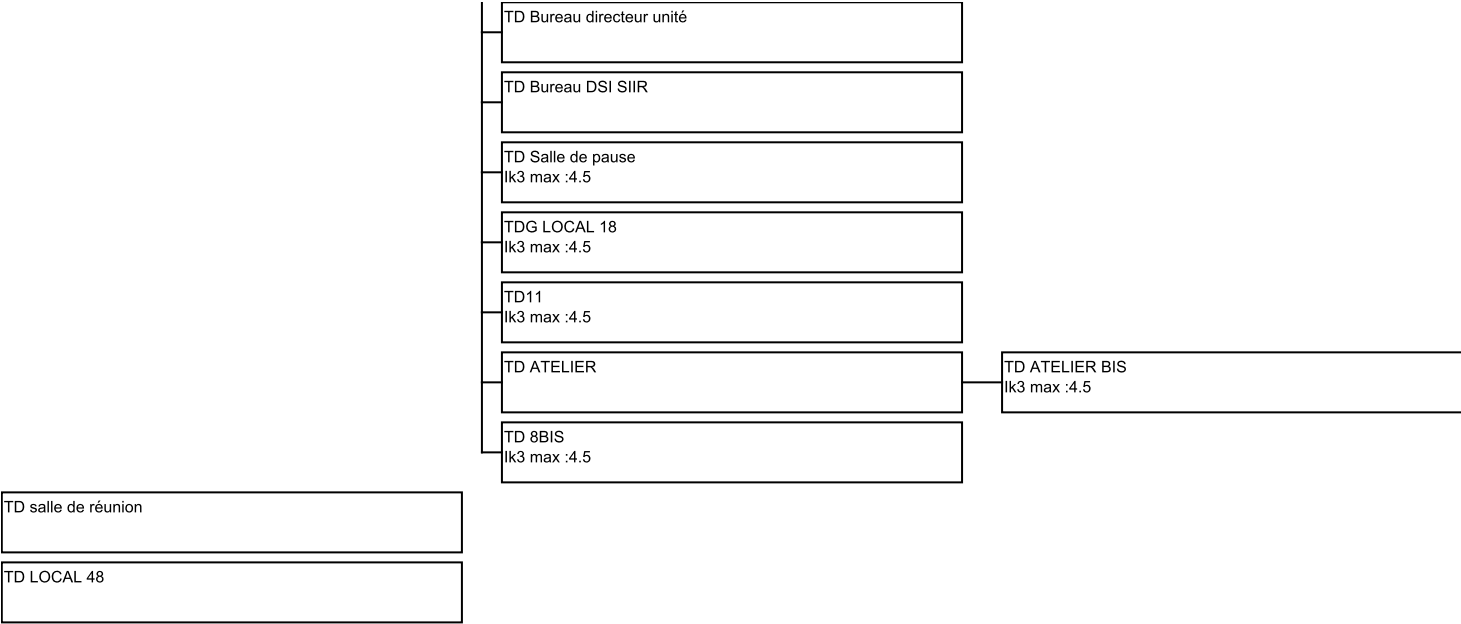 TD Bureau directeur unité
TD Bureau DSI SIIR
TD Salle de pause
Ik3 max :4.5
TDG LOCAL 18
Ik3 max :4.5
TD11
Ik3 max :4.5
TD ATELIER
TD ATELIER BIS
Ik3 max :4.5
TD 8BIS
Ik3 max :4.5
TD salle de réunion
TD LOCAL 48